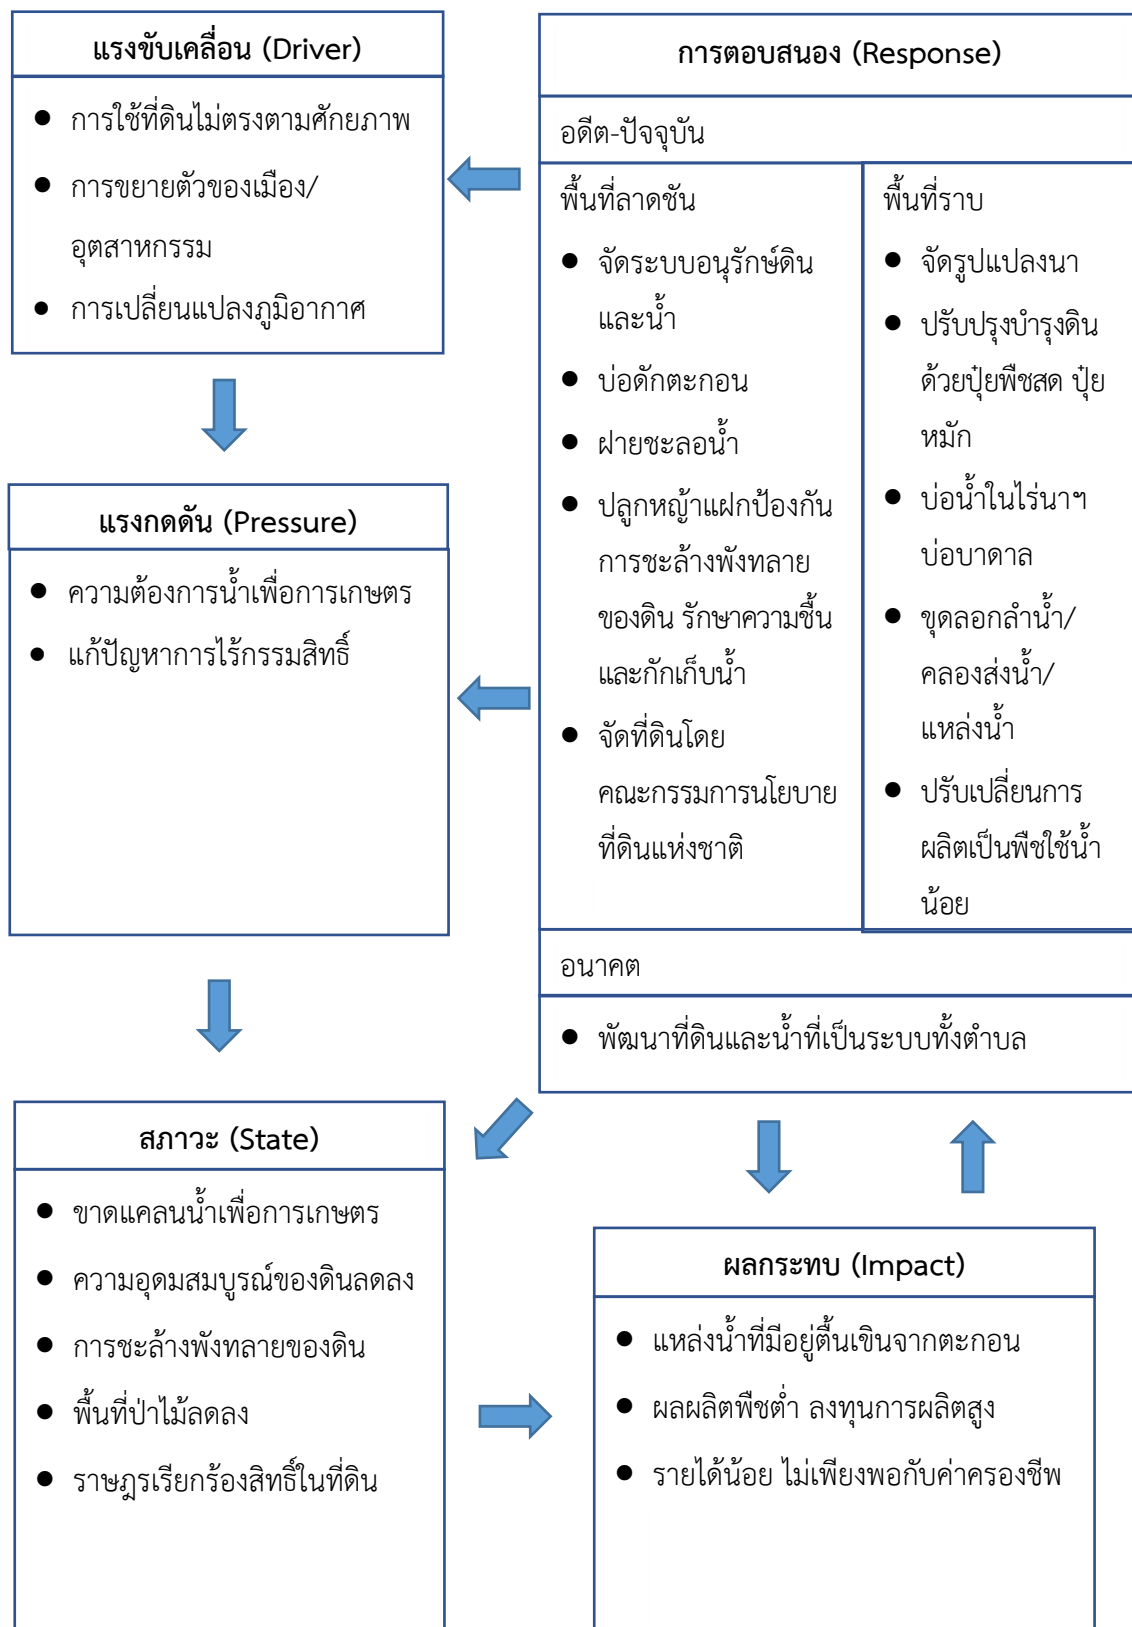 แรงขับเคลื่อน (Driver)
● การใช้ที่ดินไม่ตรงตามศักยภาพ
● การขยายตัวของเมือง/
อุตสาหกรรม
● การเปลี่ยนแปลงภูมิอากาศ
แรงกดดัน (Pressure)
● ความต้องการน้ำเพื่อการเกษตร
● แก้ปัญหาการไร้กรรมสิทธิ์
การตอบสนอง (Response)
อดีต-ปัจจุบัน
พื้นที่ลาดชัน
● จัดระบบอนุรักษ์ดิน
และน้ำ
● บ่อดักตะกอน
● ฝายชะลอน้ำ
● ปลูกหญ้าแฝกป้องกัน
การชะล้างพังทลาย
ของดิน รักษาความชื้น
และกักเก็บน้ำ
● จัดที่ดินโดย
คณะกรรมการนโยบาย
ที่ดินแห่งชาติ
พื้นที่ราบ
● จัดรูปแปลงนา
● ปรับปรุงบำรุงดิน
ด้วยปุ๋ยพืชสด ปุ๋ย
หมัก
● บ่อน้ำในไร่นาฯ
บ่อบาดาล
● ขุดลอกลำน้ำ/
คลองส่งน้ำ/
แหล่งน้ำ
● ปรับเปลี่ยนการ
ผลิตเป็นพืชใช้น้ำ
น้อย
อนาคต
● พัฒนาที่ดินและน้ำที่เป็นระบบทั้งตำบล
สภาวะ (State)
● ขาดแคลนน้ำเพื่อการเกษตร
● ความอุดมสมบูรณ์ของดินลดลง
● การชะล้างพังทลายของดิน
● พื้นที่ป่าไม้ลดลง
● ราษฎรเรียกร้องสิทธิ์ในที่ดิน
ผลกระทบ (Impact)
● แหล่งน้ำที่มีอยู่ตื้นเขินจากตะกอน
● ผลผลิตพืชต่ำ ลงทุนการผลิตสูง
● รายได้น้อย ไม่เพียงพอกับค่าครองชีพ